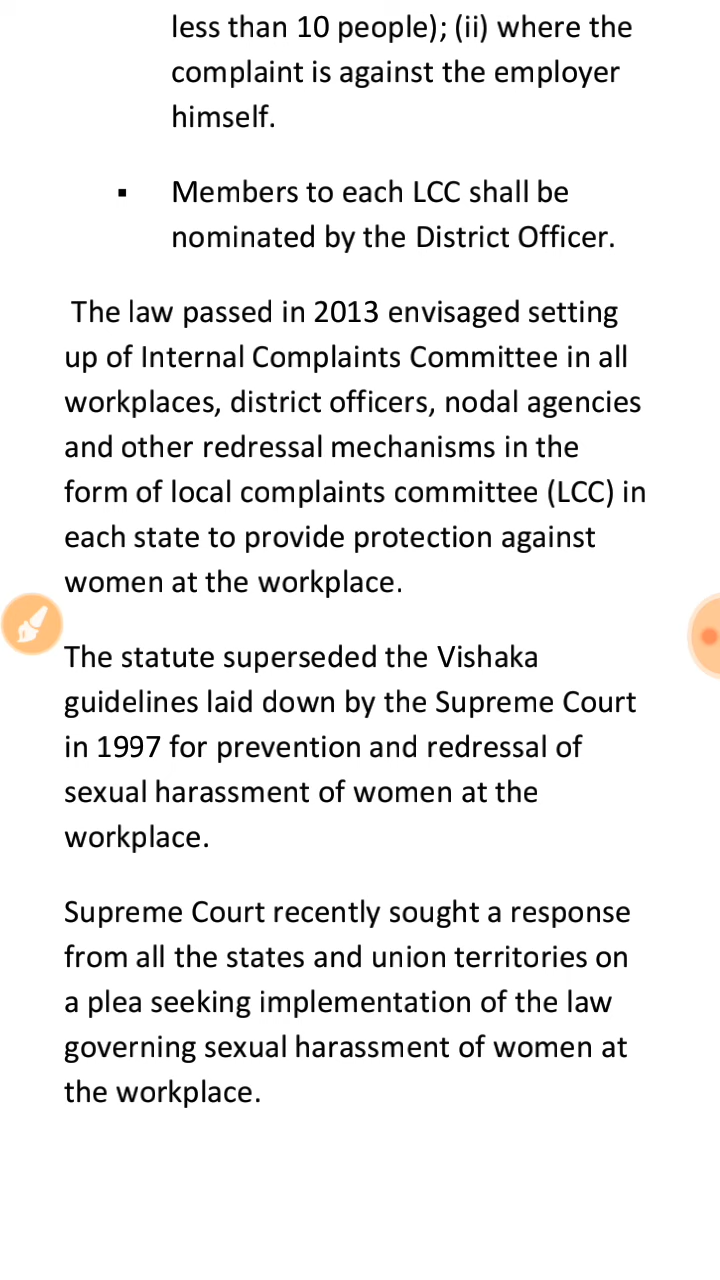 less than 10 people); (ii) where the
complaint is against the employer
himself.
▪ Members to each LCC shall be
nominated by the District Officer.
The law passed in 2013 envisaged setting
up of Internal Complaints Committee in all
workplaces, district officers, nodal agencies
and other redressal mechanisms in the
form of local complaints committee (LCC) in
each state to provide protection against
women at the workplace.
The statute superseded the Vishaka
guidelines laid down by the Supreme Court
in 1997 for prevention and redressal of
sexual harassment of women at the
workplace.
Supreme Court recently sought a response
from all the states and union territories on
a plea seeking implementation of the law
governing sexual harassment of women at
the workplace.